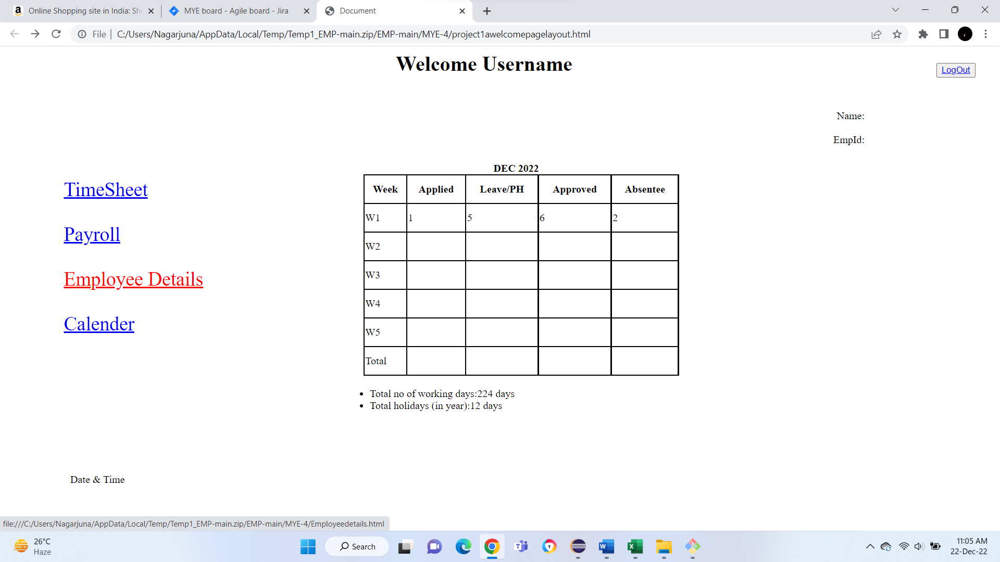 Online Shopping site in India: Sh
MYE board - Agile board - Jira
Document
File
C:/Users/Nagarjuna/AppData/Local/Temp/Temp1_EMP-main.zip/EMP-main/MYE-4/project1awelcomepagelayout.html
Welcome Username
LogOut
Name:
EmpId:
TimeSheet
Payroll
Employee Details
Calender
DEC 2022
Week Applied Leave/PH Approved Absentee
W1 1 5 6 2
W2
W3
W4
W5
Total
• Total no of working days:224 days
• Total holidays (in year):12 days
Date & Time
file:///C:/Users/Nagarjuna/AppData/Local/Temp/Temp1_EMP-main.zip/EMP-main/MYE-4/Employeedetails.html
26°C
Haze
Search
11:05 AM
22-Dec-22